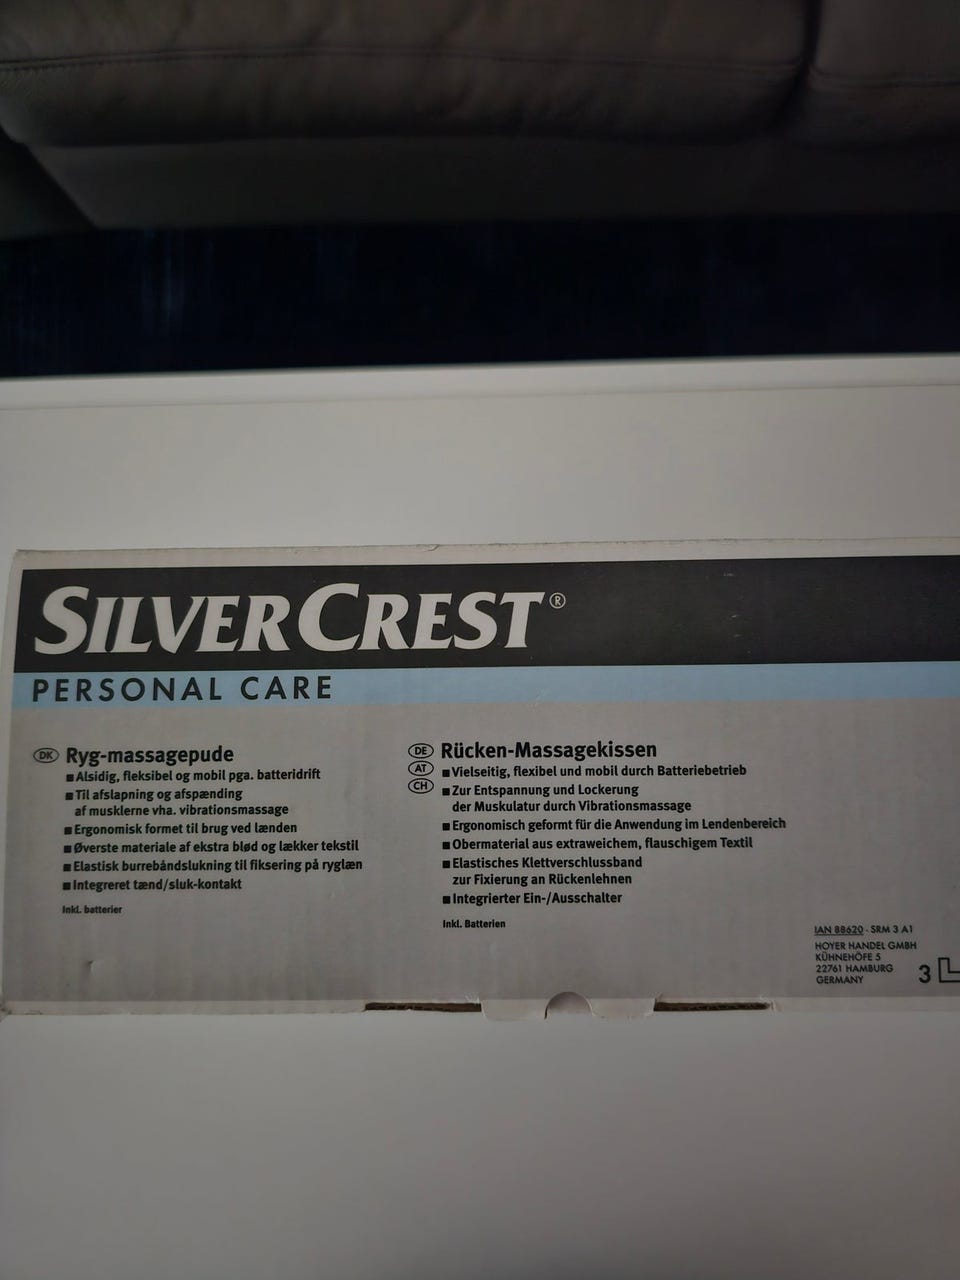 SILVERCREST®
PERSONAL CARE
DK Ryg-massagepude
■ Alsidig, fleksibel og mobil pga. batteridrift
■ Til afslapning og afspænding
af musklerne vha. vibrationsmassage
■ Ergonomisk formet til brug ved lænden
■ Øverste materiale af ekstra blød og lækker tekstil
■ Elastisk burrebåndslukning til fiksering på ryglæn
■ Integreret tænd/sluk-kontakt
Inkl. batterier
DE Rücken-Massagekissen
AT ■ Vielseitig, flexibel und mobil durch Batteriebetrieb
CH ■ Zur Entspannung und Lockerung
der Muskulatur durch Vibrationsmassage
■ Ergonomisch geformt für die Anwendung im Lendenbereich
■ Obermaterial aus extraweichem, flauschigem Textil
■ Elastisches Klettverschlussband
zur Fixierung an Rückenlehnen
■ Integrierter Ein-/Ausschalter
Inkl. Batterien
IAN 88620 - SRM 3 A1
HOYER HANDEL GMBH
KÜHNEHÖFE 5
22761 HAMBURG
GERMANY
3